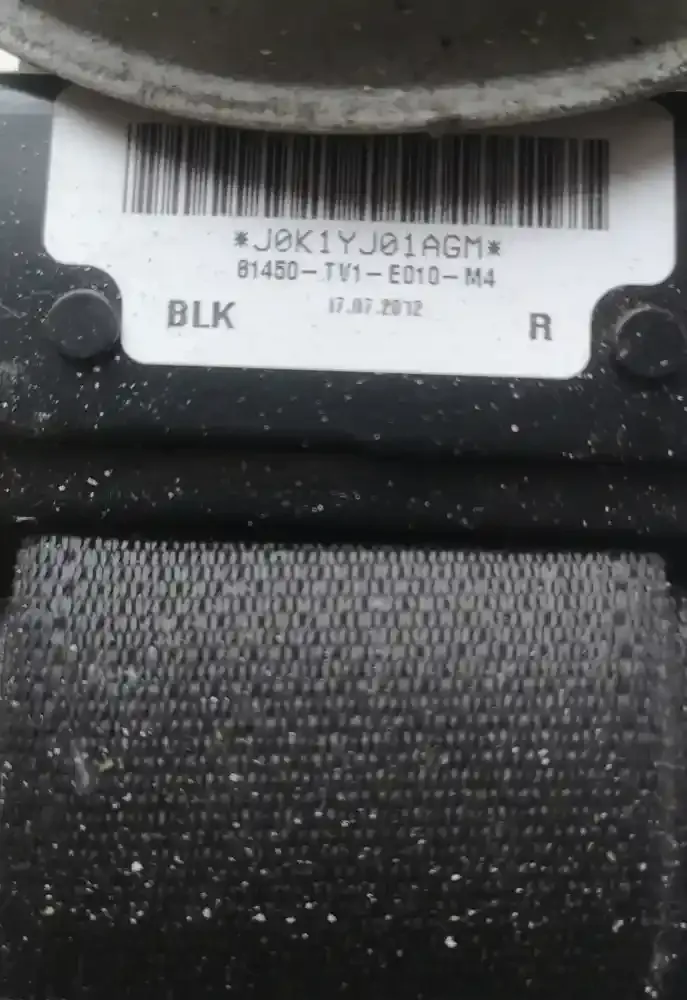 *J0K1YJ01AGM*
81450-TV1-E010-M4
17.07.2012
BLK
R